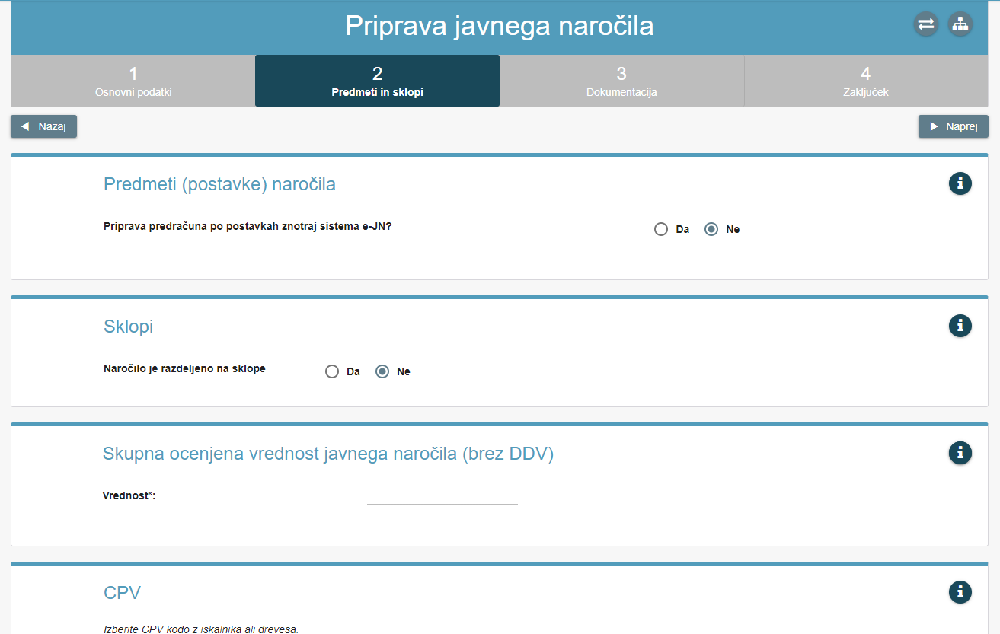 Priprava javnega naročila
1
Osnovni podatki
2
Predmeti in sklopi
3
Dokumentacija
4
Zaključek
Nazaj
Naprej
Predmeti (postavke) naročila
Priprava predračuna po postavkah znotraj sistema e-JN?
Da Ne
Sklopi
Naročilo je razdeljeno na sklope
Da Ne
Skupna ocenjena vrednost javnega naročila (brez DDV)
Vrednost*:
CPV
Izberite CPV kodo z iskalnika ali drevesa.